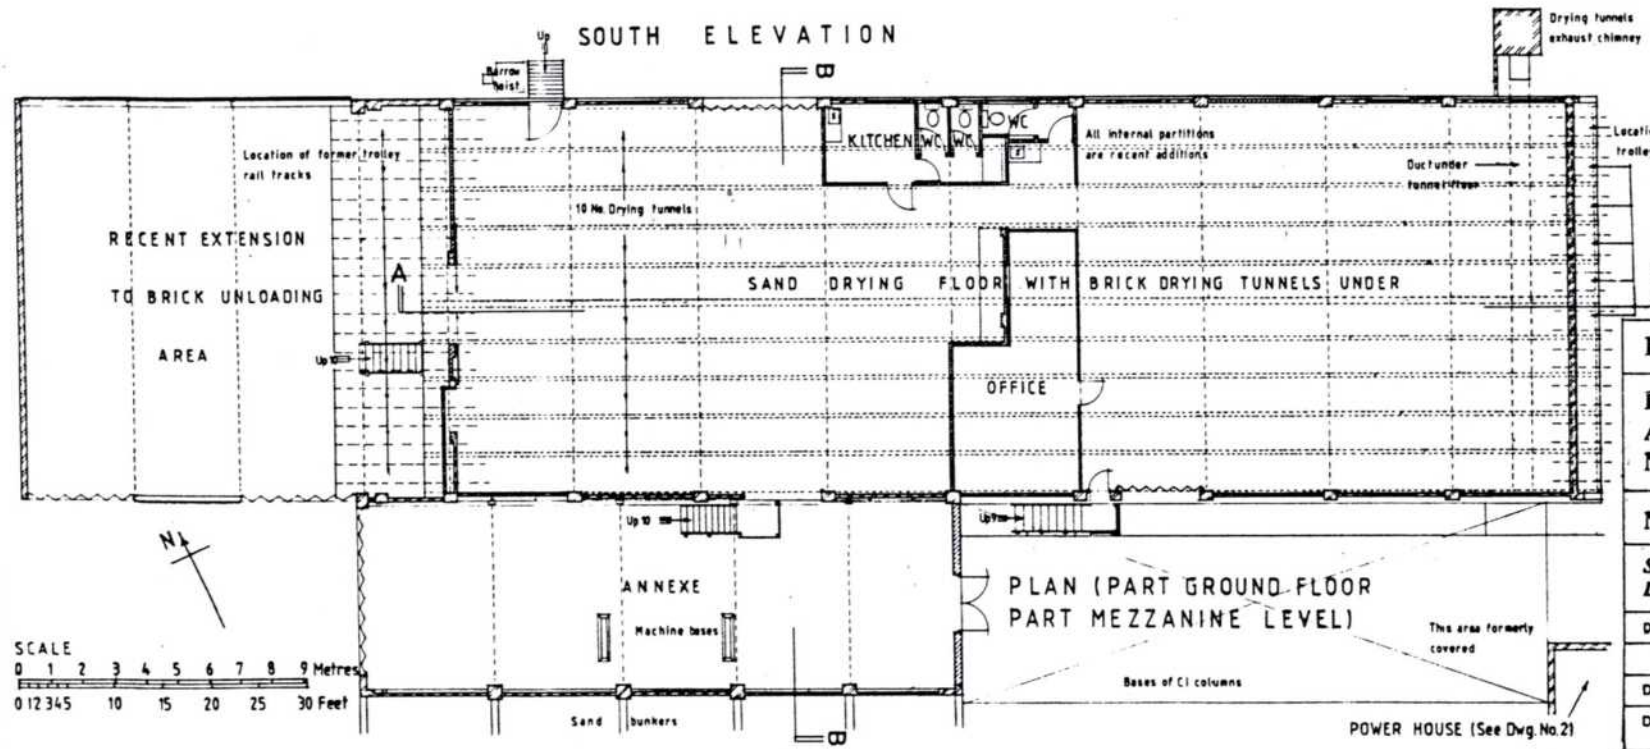 SOUTH ELEVATION
Up
Barrow
hoist
B
Drying tunnels
exhaust chimney
KITCHEN
WC
WC
WC
All internal partitions
are recent additions
Location of former trolley
rail tracks
Duct under
tunnel floor
10 No. Drying tunnels
RECENT EXTENSION
TO BRICK UNLOADING
AREA
A
SAND DRYING FLOOR WITH BRICK DRYING TUNNELS UNDER
Up 10
OFFICE
Up 10
Up 9
N
ANNEXE
Machine bases
PLAN (PART GROUND FLOOR
PART MEZZANINE LEVEL)
This area formerly
covered
Bases of CI columns
SCALE
0 1 2 3 4 5 6 7 8 9 Metres
0 1 2 3 4 5 10 15 20 25 30 Feet
Sand bunkers
B
POWER HOUSE (See Dwg. No. 2)